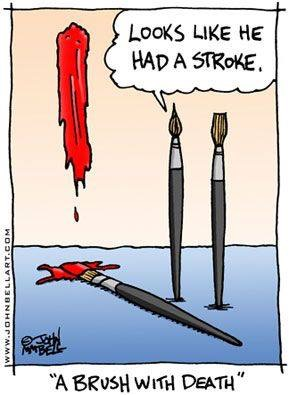 LOOKS LIKE HE
HAD A STROKE.
WWW.JOHNBELLART.COM
© JOHN
BELL
"A BRUSH WITH DEATH"